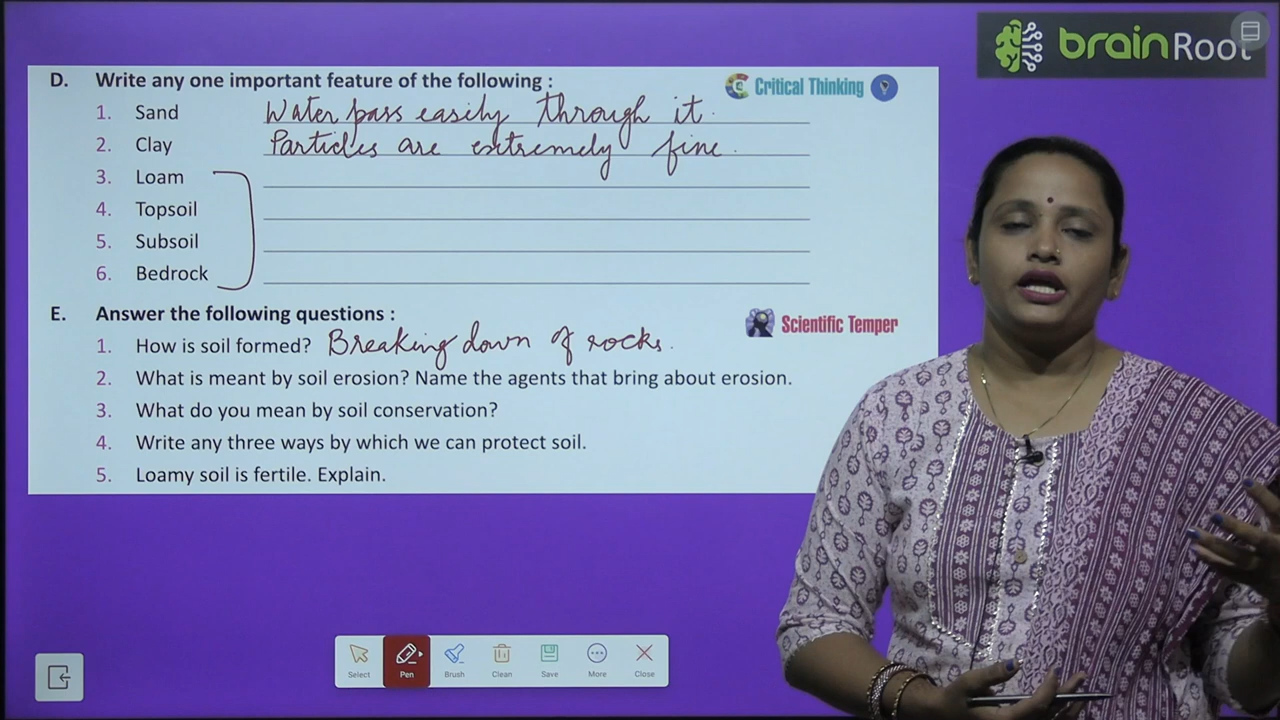 brainRoot
D. Write any one important feature of the following :
Critical Thinking
1. Sand Water pass easily through it.
2. Clay Particles are extremely fine.
3. Loam
4. Topsoil
5. Subsoil
6. Bedrock
E. Answer the following questions :
Scientific Temper
1. How is soil formed? Breaking down of rocks.
2. What is meant by soil erosion? Name the agents that bring about erosion.
3. What do you mean by soil conservation?
4. Write any three ways by which we can protect soil.
5. Loamy soil is fertile. Explain.
Select Pen Brush Clean Save More Close